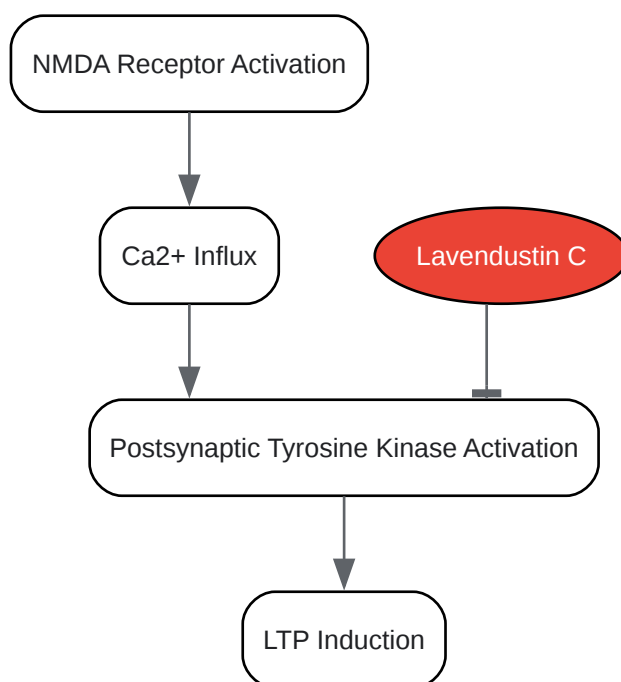 NMDA Receptor Activation
Ca2+ Influx
Lavendustin C
Postsynaptic Tyrosine Kinase Activation
LTP Induction